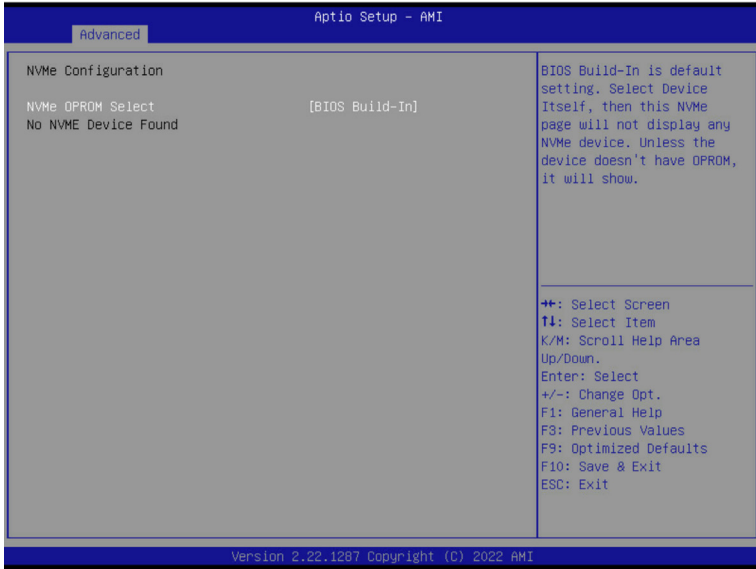 Aptio Setup - AMI
Advanced
NVMe Configuration
NVMe OPROM Select [BIOS Build-In]
No NVME Device Found
BIOS Build-In is default
setting. Select Device
Itself, then this NVMe
page will not display any
NVMe device. Unless the
device doesn't have OPROM,
it will show.
→←: Select Screen
↑↓: Select Item
K/M: Scroll Help Area
Up/Down.
Enter: Select
+/-: Change Opt.
F1: General Help
F3: Previous Values
F9: Optimized Defaults
F10: Save & Exit
ESC: Exit
Version 2.22.1287 Copyright (C) 2022 AMI